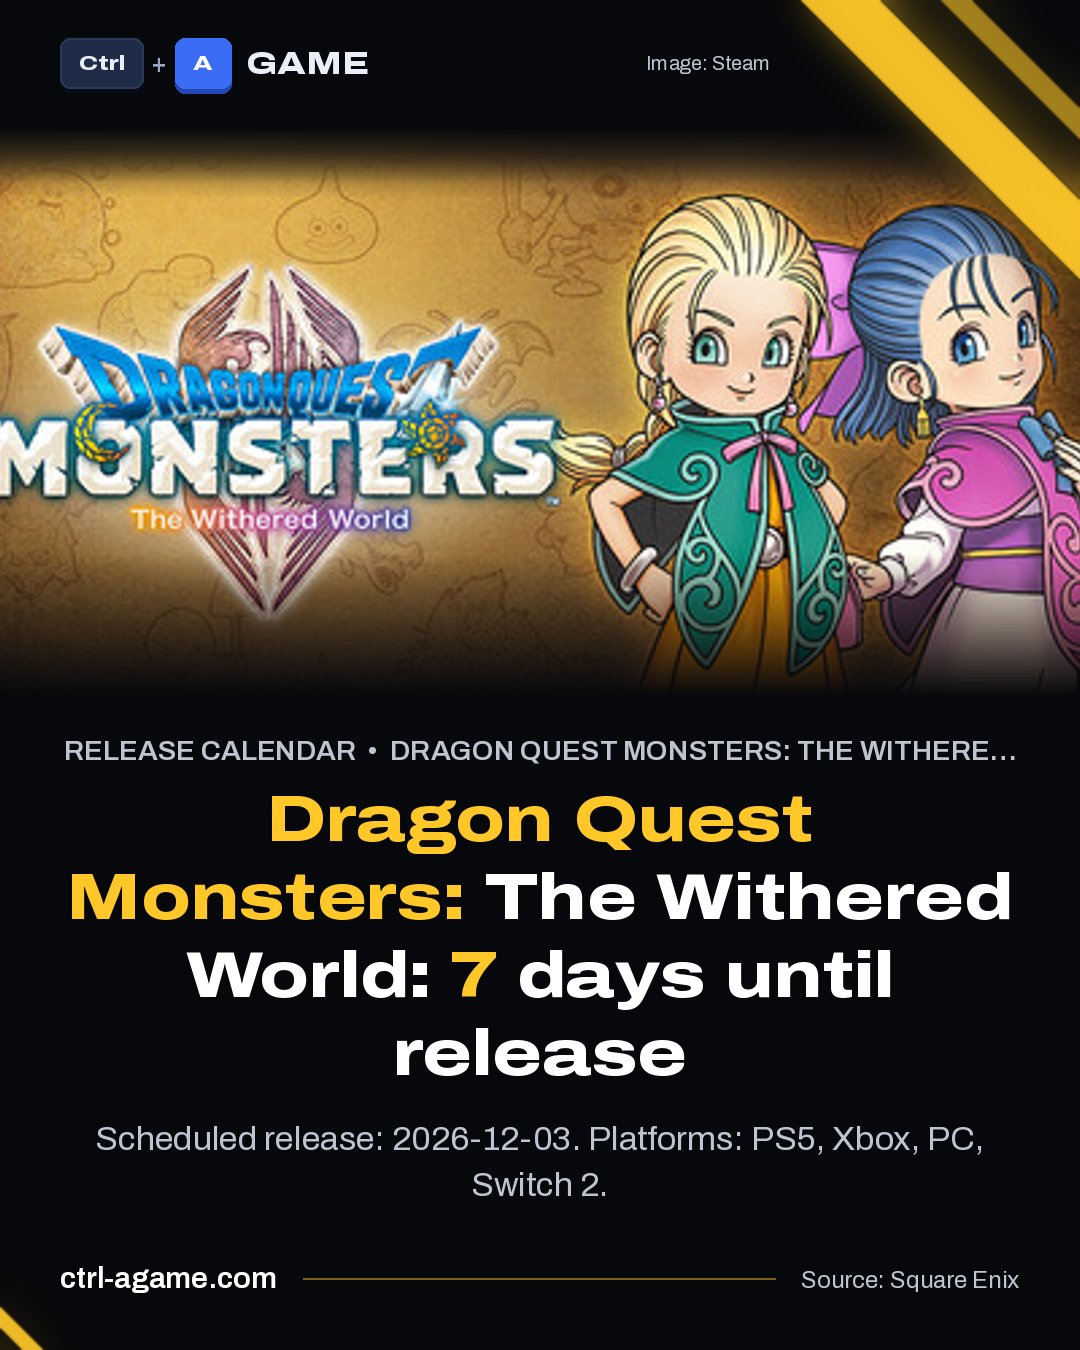 Ctrl + A GAME
Image: Steam
DRAGON QUEST
MONSTERS™
The Withered World
RELEASE CALENDAR • DRAGON QUEST MONSTERS: THE WITHERE...
Dragon Quest
Monsters: The Withered
World: 7 days until
release
Scheduled release: 2026-12-03. Platforms: PS5, Xbox, PC,
Switch 2.
ctrl-agame.com
Source: Square Enix